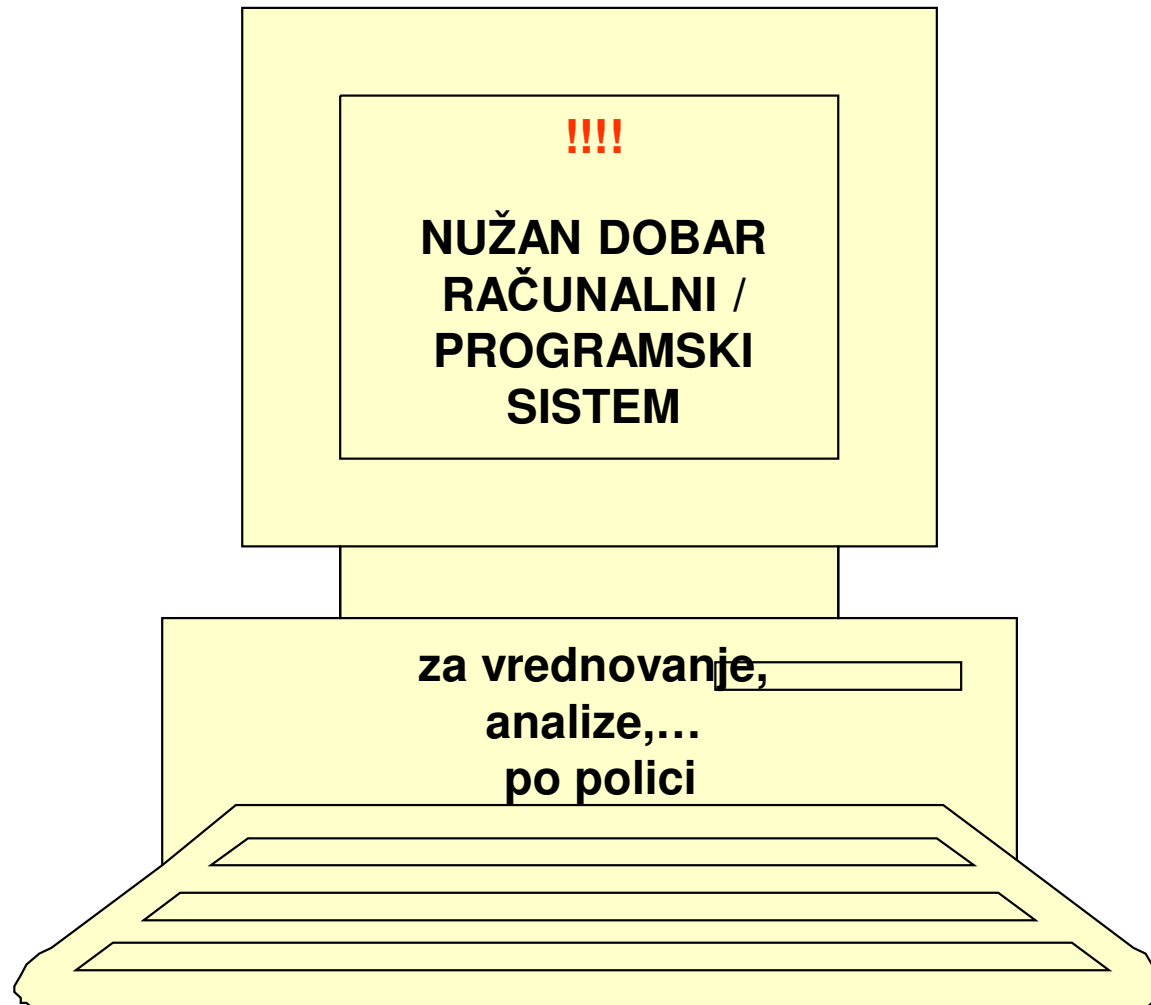 !!!!
NUŽAN DOBAR
RAČUNALNI /
PROGRAMSKI
SISTEM
za vrednovanje,
analize,…
po polici